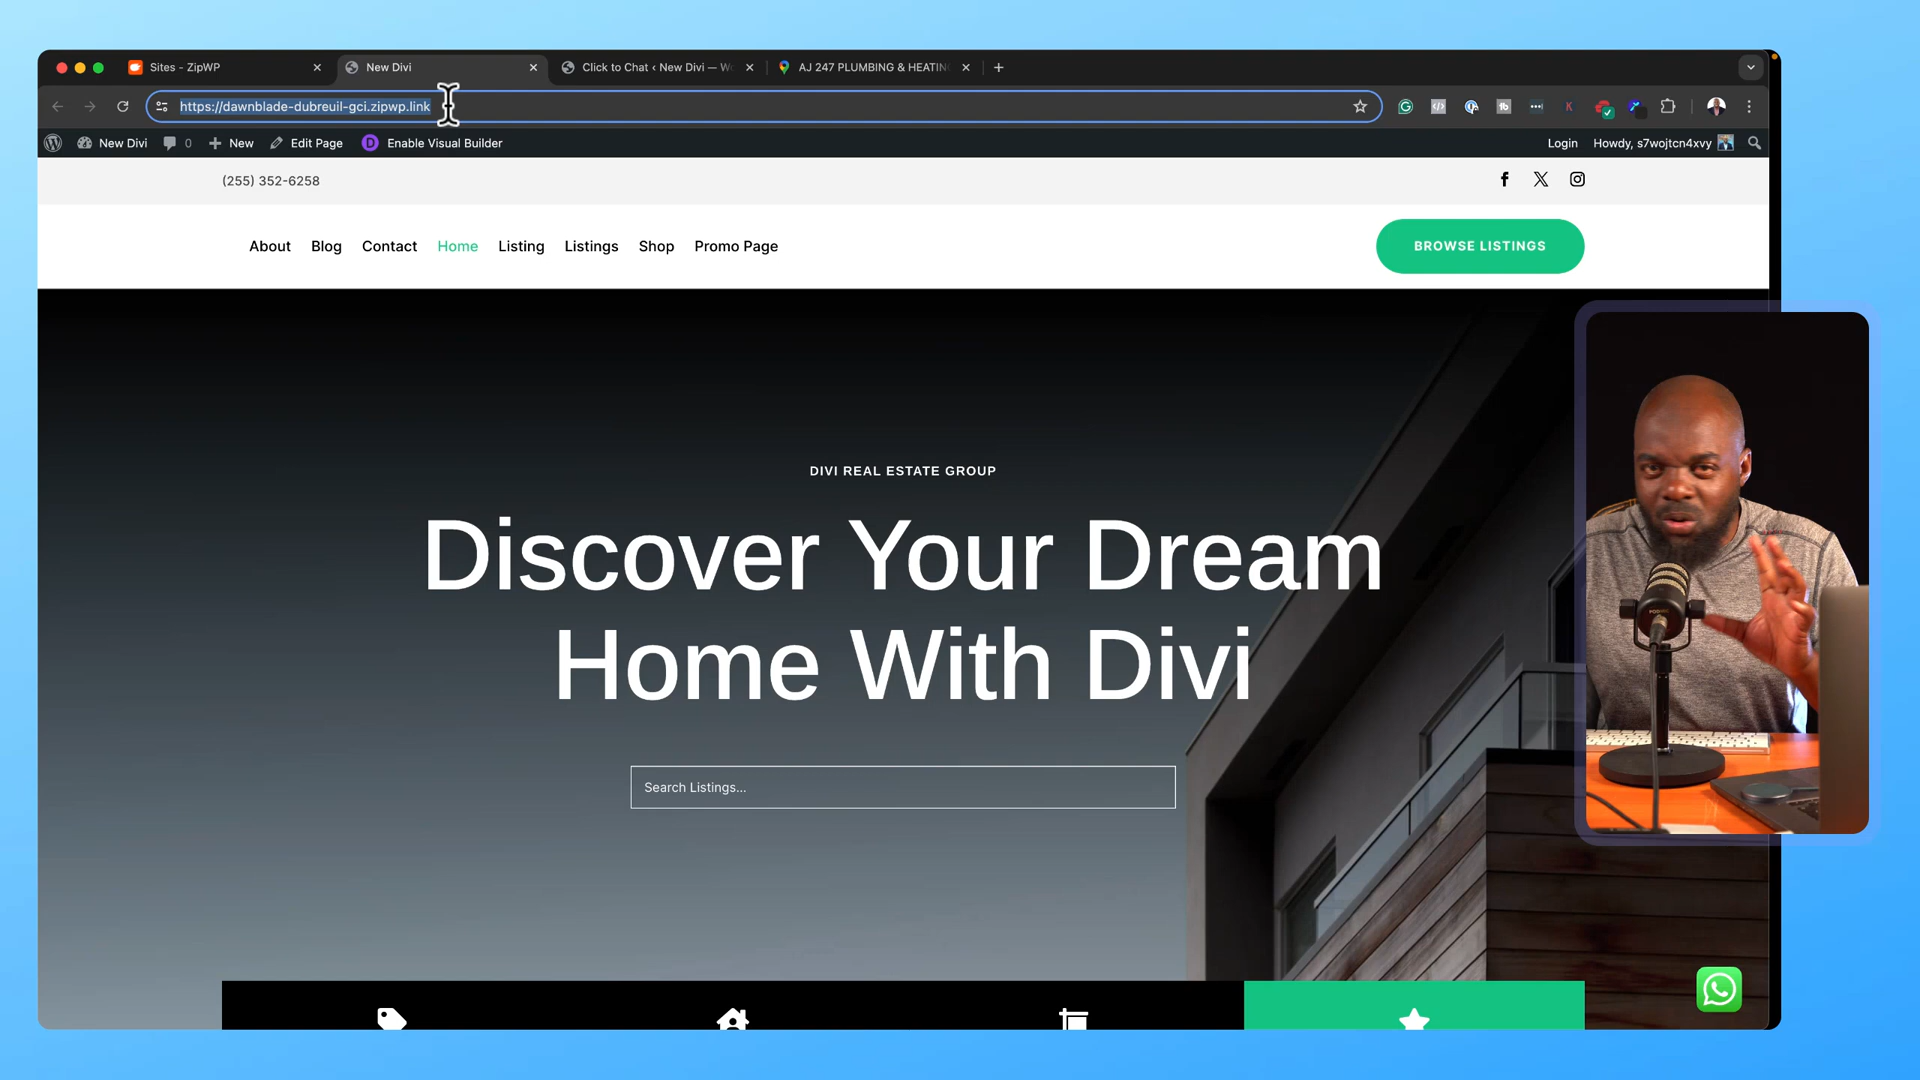 Sites - ZipWP
New Divi
Click to Chat ‹ New Divi — W
AJ 247 PLUMBING & HEATIN
https://dawnblade-dubreuil-gci.zipwp.link
New Divi
0
New
Edit Page
D
Enable Visual Builder
Login
Howdy, s7wojtcn4xvy
(255) 352-6258
About
Blog
Contact
Home
Listing
Listings
Shop
Promo Page
BROWSE LISTINGS
DIVI REAL ESTATE GROUP
Discover Your Dream
Home With Divi
Search Listings...